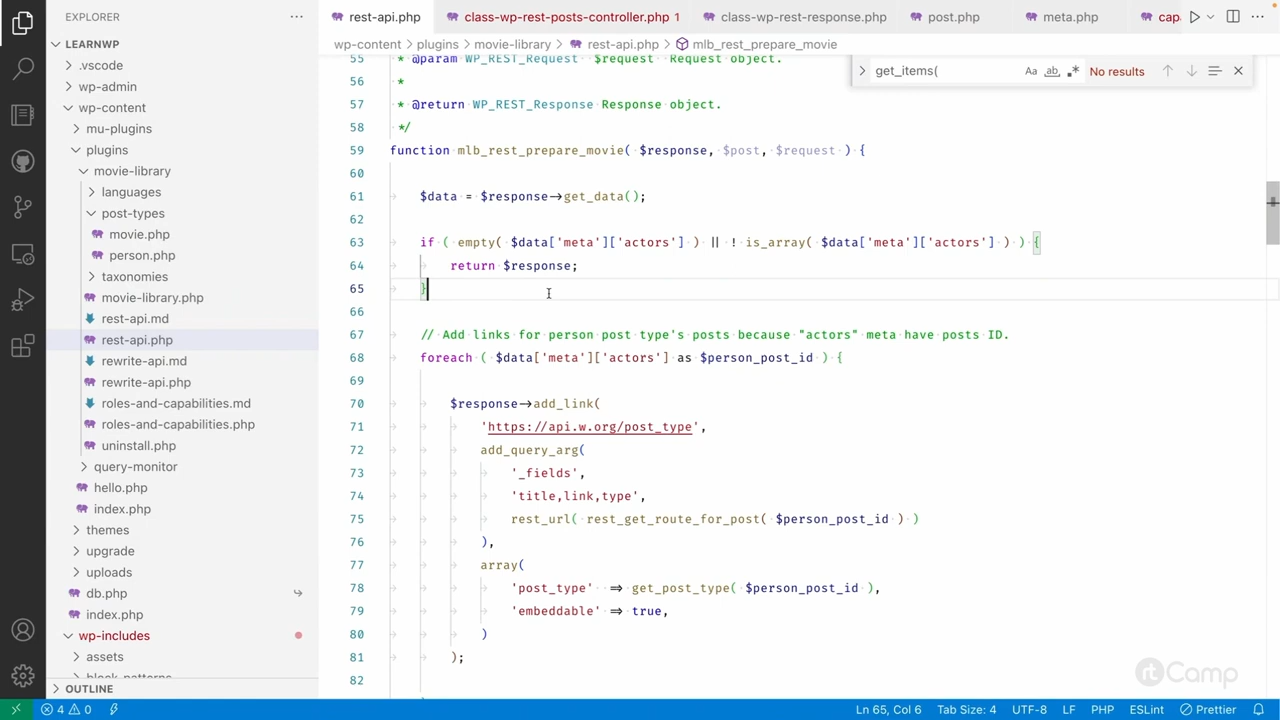 EXPLORER
LEARNWP
.vscode
wp-admin
wp-content
mu-plugins
plugins
movie-library
languages
post-types
movie.php
person.php
taxonomies
movie-library.php
rest-api.md
rest-api.php
rewrite-api.md
rewrite-api.php
roles-and-capabilities.md
roles-and-capabilities.php
uninstall.php
query-monitor
hello.php
index.php
themes
upgrade
uploads
db.php
index.php
wp-includes
assets
block_patterns
OUTLINE
rest-api.php class-wp-rest-posts-controller.php 1 class-wp-rest-response.php post.php meta.php
wp-content > plugins > movie-library > rest-api.php > mlb_rest_prepare_movie
get_items( Aa ab No results
55 * @param WP_REST_Request $request Request object.
56 *
57 * @return WP_REST_Response Response object.
58 */
59 function mlb_rest_prepare_movie( $response, $post, $request ) {
60
61 $data = $response->get_data();
62
63 if ( empty( $data['meta']['actors'] ) || ! is_array( $data['meta']['actors'] ) ) {
64 return $response;
65 }
66
67 // Add links for person post type's posts because "actors" meta have posts ID.
68 foreach ( $data['meta']['actors'] as $person_post_id ) {
69
70 $response->add_link(
71 'https://api.w.org/post_type',
72 add_query_arg(
73 '_fields',
74 'title,link,type',
75 rest_url( rest_get_route_for_post( $person_post_id ) )
76 ),
77 array(
78 'post_type' => get_post_type( $person_post_id ),
79 'embeddable' => true,
80 )
81 );
82
rtCamp
4 0 Ln 65, Col 6 Tab Size: 4 UTF-8 LF PHP ESLint Prettier